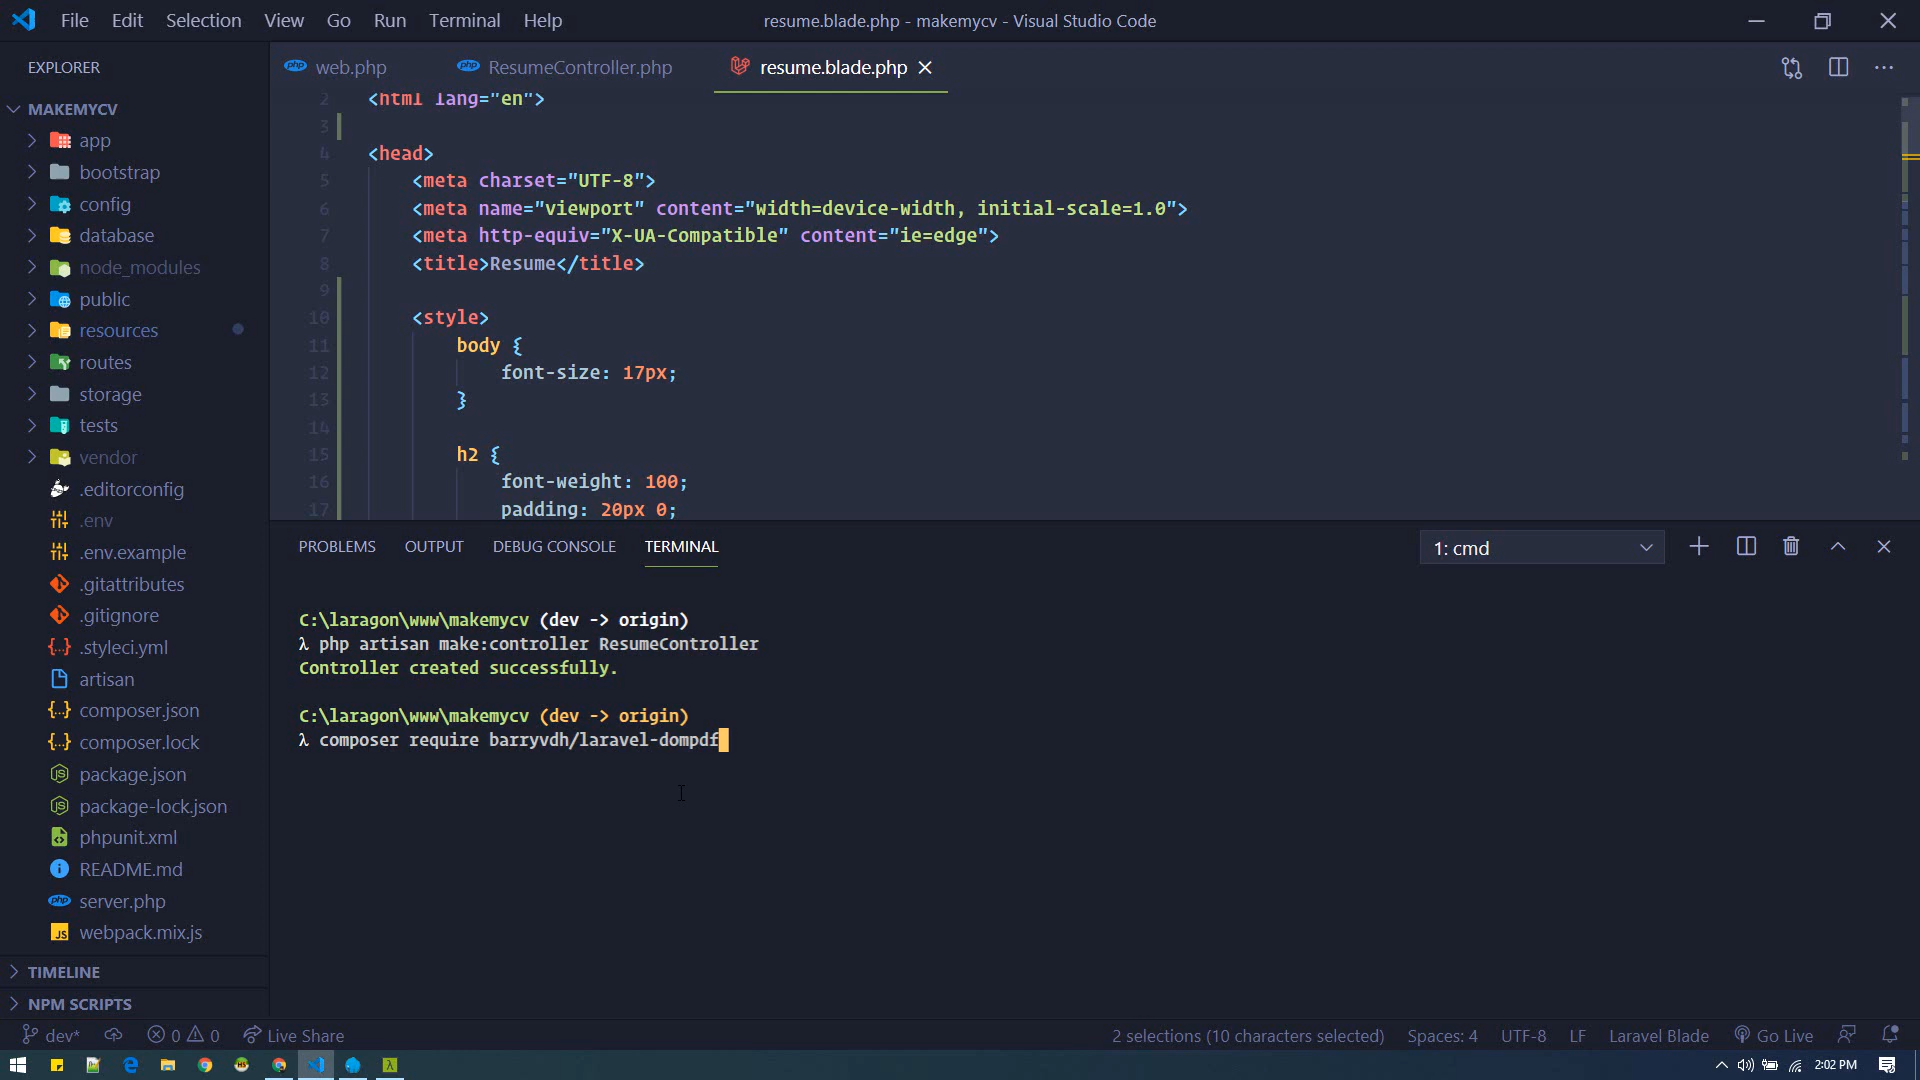 File Edit Selection View Go Run Terminal Help
resume.blade.php - makemycv - Visual Studio Code
EXPLORER
MAKEMYCV
app
bootstrap
config
database
node_modules
public
resources
routes
storage
tests
vendor
.editorconfig
.env
.env.example
.gitattributes
.gitignore
.styleci.yml
artisan
composer.json
composer.lock
package.json
package-lock.json
phpunit.xml
README.md
server.php
webpack.mix.js
TIMELINE
NPM SCRIPTS
web.php ResumeController.php resume.blade.php
2 <html lang="en">
3
4 <head>
5 <meta charset="UTF-8">
6 <meta name="viewport" content="width=device-width, initial-scale=1.0">
7 <meta http-equiv="X-UA-Compatible" content="ie=edge">
8 <title>Resume</title>
9
10 <style>
11 body {
12 font-size: 17px;
13 }
14
15 h2 {
16 font-weight: 100;
17 padding: 20px 0;
PROBLEMS OUTPUT DEBUG CONSOLE TERMINAL
1: cmd
C:\laragon\www\makemycv (dev -> origin)
λ php artisan make:controller ResumeController
Controller created successfully.
C:\laragon\www\makemycv (dev -> origin)
λ composer require barryvdh/laravel-dompdf
dev* 0 0 Live Share
2 selections (10 characters selected) Spaces: 4 UTF-8 LF Laravel Blade Go Live
2:02 PM